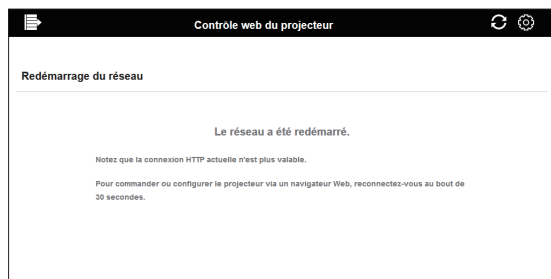 Contrôle web du projecteur
Redémarrage du réseau
Le réseau a été redémarré.
Notez que la connexion HTTP actuelle n'est plus valable.
Pour commander ou configurer le projecteur via un navigateur Web, reconnectez-vous au bout de
30 secondes.